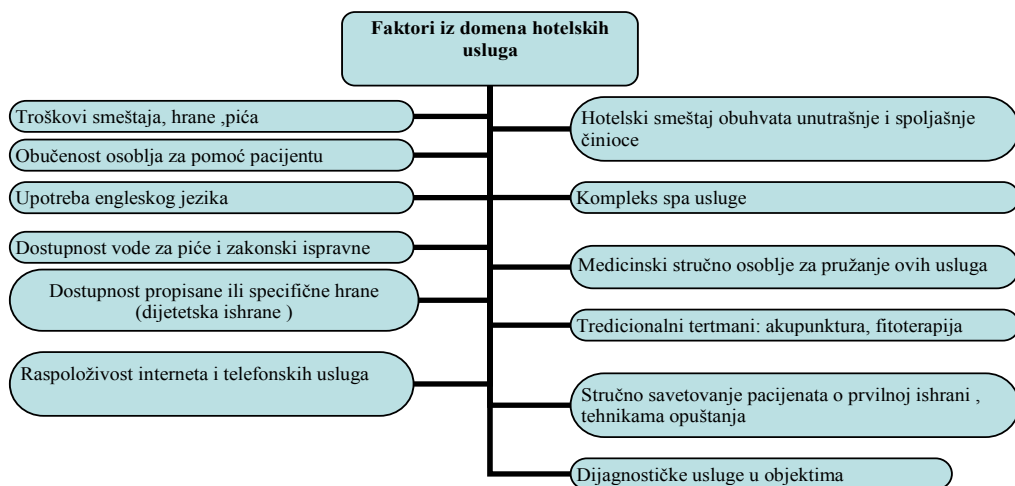 Faktori iz domena hotelskih
usluga
Troškovi smeštaja, hrane ,pića
Obučenost osoblja za pomoć pacijentu
Upotreba engleskog jezika
Dostupnost vode za piće i zakonski ispravne
Dostupnost propisane ili specifične hrane
(dijetetska ishrane )
Raspoloživost interneta i telefonskih usluga
Hotelski smeštaj obuhvata unutrašnje i spoljašnje
činioce
Kompleks spa usluge
Medicinski stručno osoblje za pružanje ovih usluga
Tredicionalni tertmani: akupunktura, fitoterapija
Stručno savetovanje pacijenata o prvilnoj ishrani ,
tehnikama opuštanja
Dijagnostičke usluge u objektima